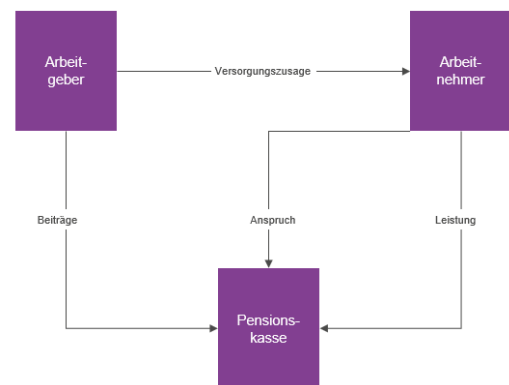 Arbeit-
geber
Versorgungszusage
Arbeit-
nehmer
Beiträge
Anspruch
Leistung
Pensions-
kasse